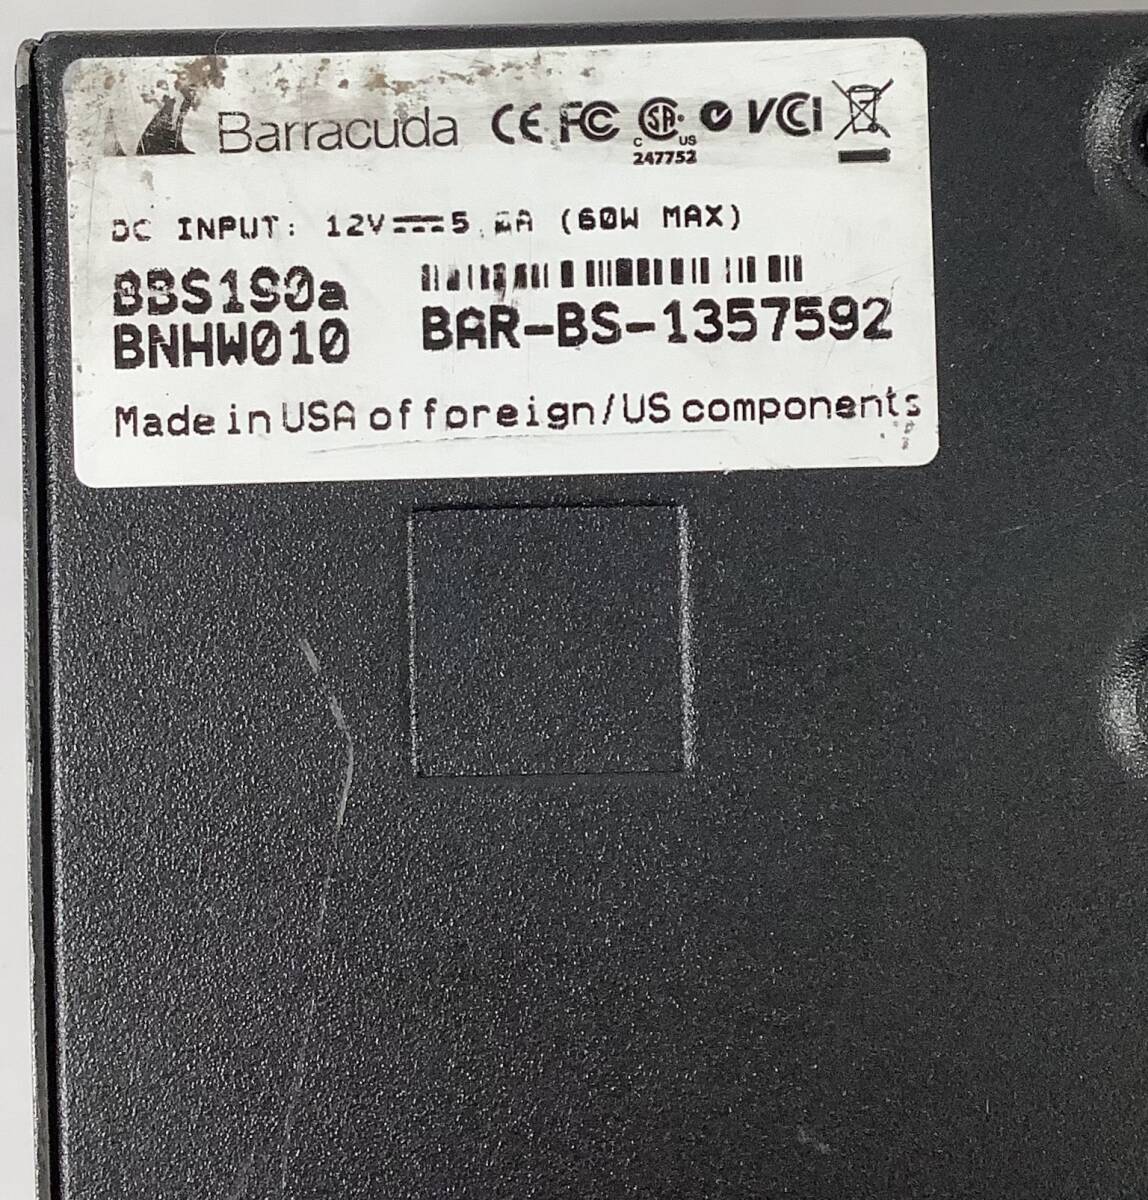 Barracuda CE FC SA C US VCI
247752
DC INPUT: 12V 5. A (60W MAX)
BBS190a
BNHW010 BAR-BS-1357592
Made in USA of foreign/US components